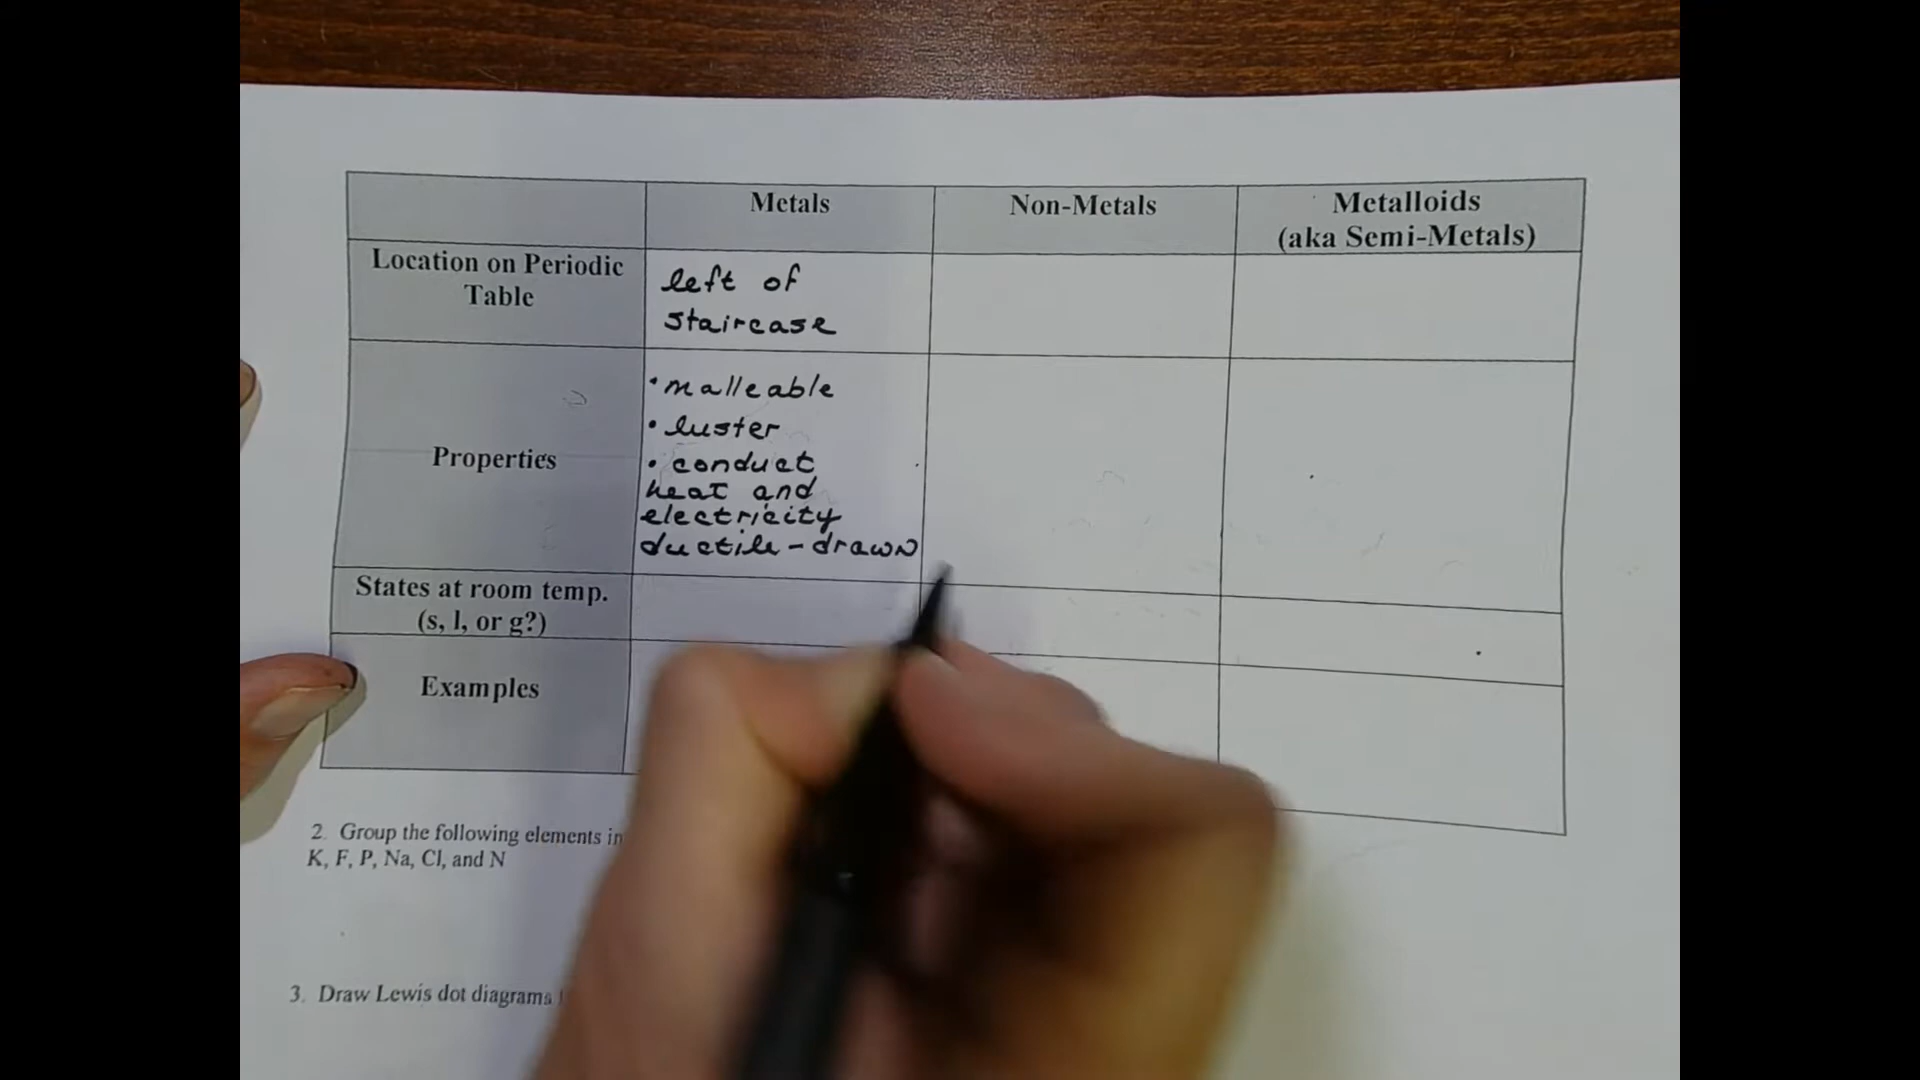 Metals
Non-Metals
Metalloids
(aka Semi-Metals)
Location on Periodic
Table
left of
staircase
Properties
• malleable
• luster
• conduct
heat and
electricity
ductile - drawn
States at room temp.
(s, l, or g?)
Examples
2. Group the following elements in
K, F, P, Na, Cl, and N
3. Draw Lewis dot diagrams